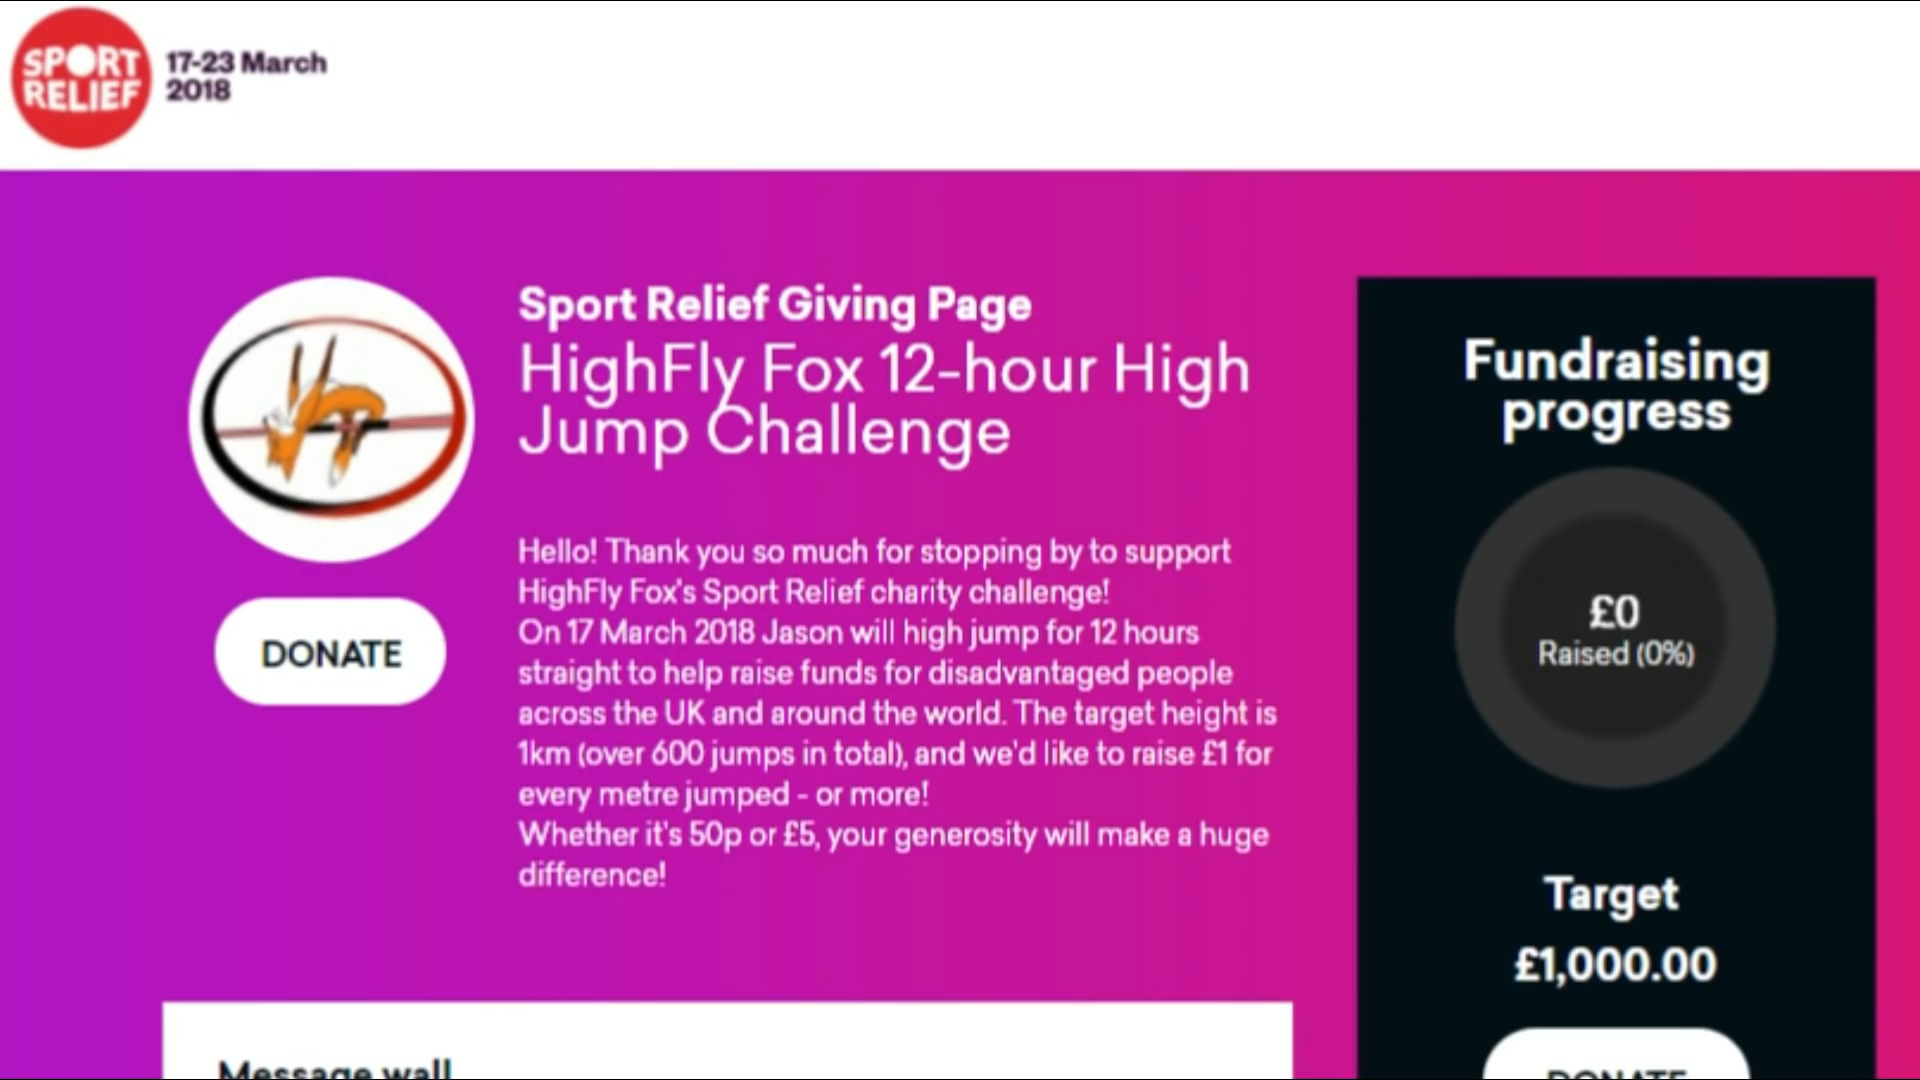 SPORT
RELIEF
17-23 March
2018
Sport Relief Giving Page
HighFly Fox 12-hour High
Jump Challenge
Hello! Thank you so much for stopping by to support
HighFly Fox's Sport Relief charity challenge!
On 17 March 2018 Jason will high jump for 12 hours
straight to help raise funds for disadvantaged people
across the UK and around the world. The target height is
1km (over 600 jumps in total), and we'd like to raise £1 for
every metre jumped - or more!
Whether it's 50p or £5, your generosity will make a huge
difference!
DONATE
Fundraising
progress
£0
Raised (0%)
Target
£1,000.00
DONATE
Message wall